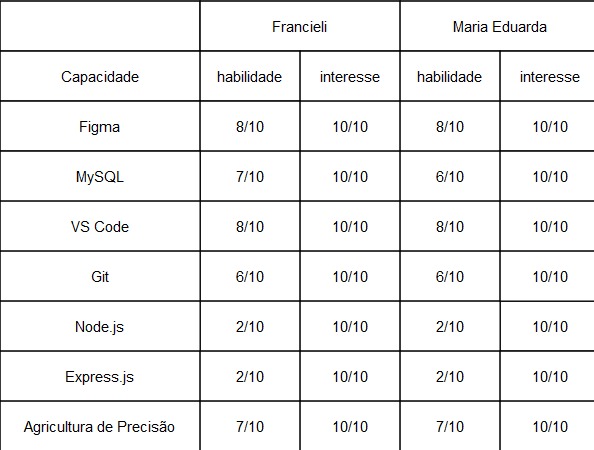 Francieli Maria Eduarda
Capacidade habilidade interesse habilidade interesse
Figma 8/10 10/10 8/10 10/10
MySQL 7/10 10/10 6/10 10/10
VS Code 8/10 10/10 8/10 10/10
Git 6/10 10/10 6/10 10/10
Node.js 2/10 10/10 2/10 10/10
Express.js 2/10 10/10 2/10 10/10
Agricultura de Precisão 7/10 10/10 7/10 10/10